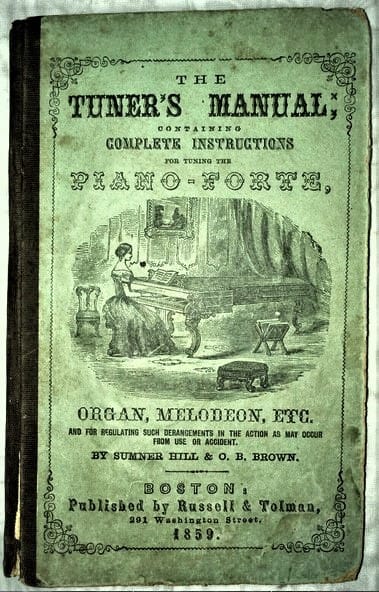 THE
TUNER'S MANUAL;
CONTAINING
COMPLETE INSTRUCTIONS
FOR TUNING THE
PIANO-FORTE,
ORGAN, MELODEON, ETC.
AND FOR REGULATING SUCH DERANGEMENTS IN THE ACTION AS MAY OCCUR
FROM USE OR ACCIDENT.
BY SUMNER HILL & O. B. BROWN.
BOSTON:
Published by Russell & Tolman,
291 Washington Street.
1859.